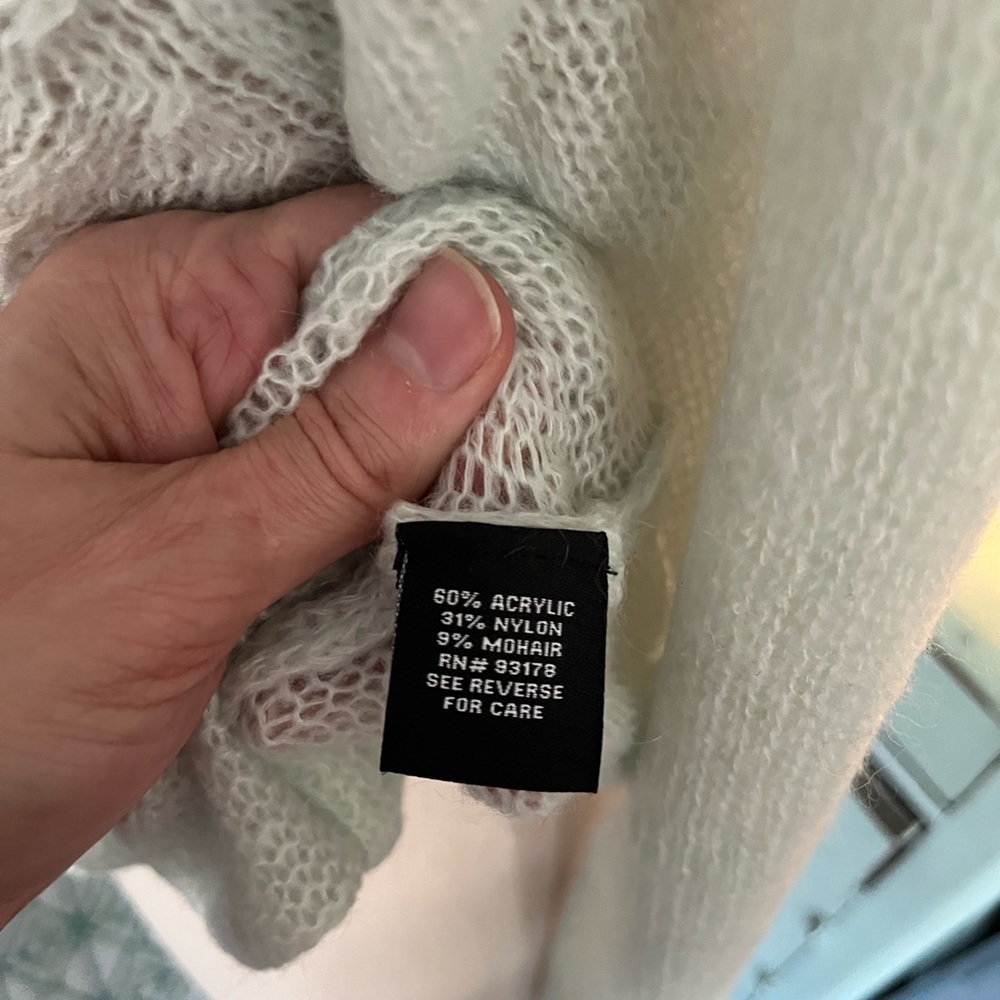 60% ACRYLIC
31% NYLON
9% MOHAIR
RN# 93178
SEE REVERSE
FOR CARE